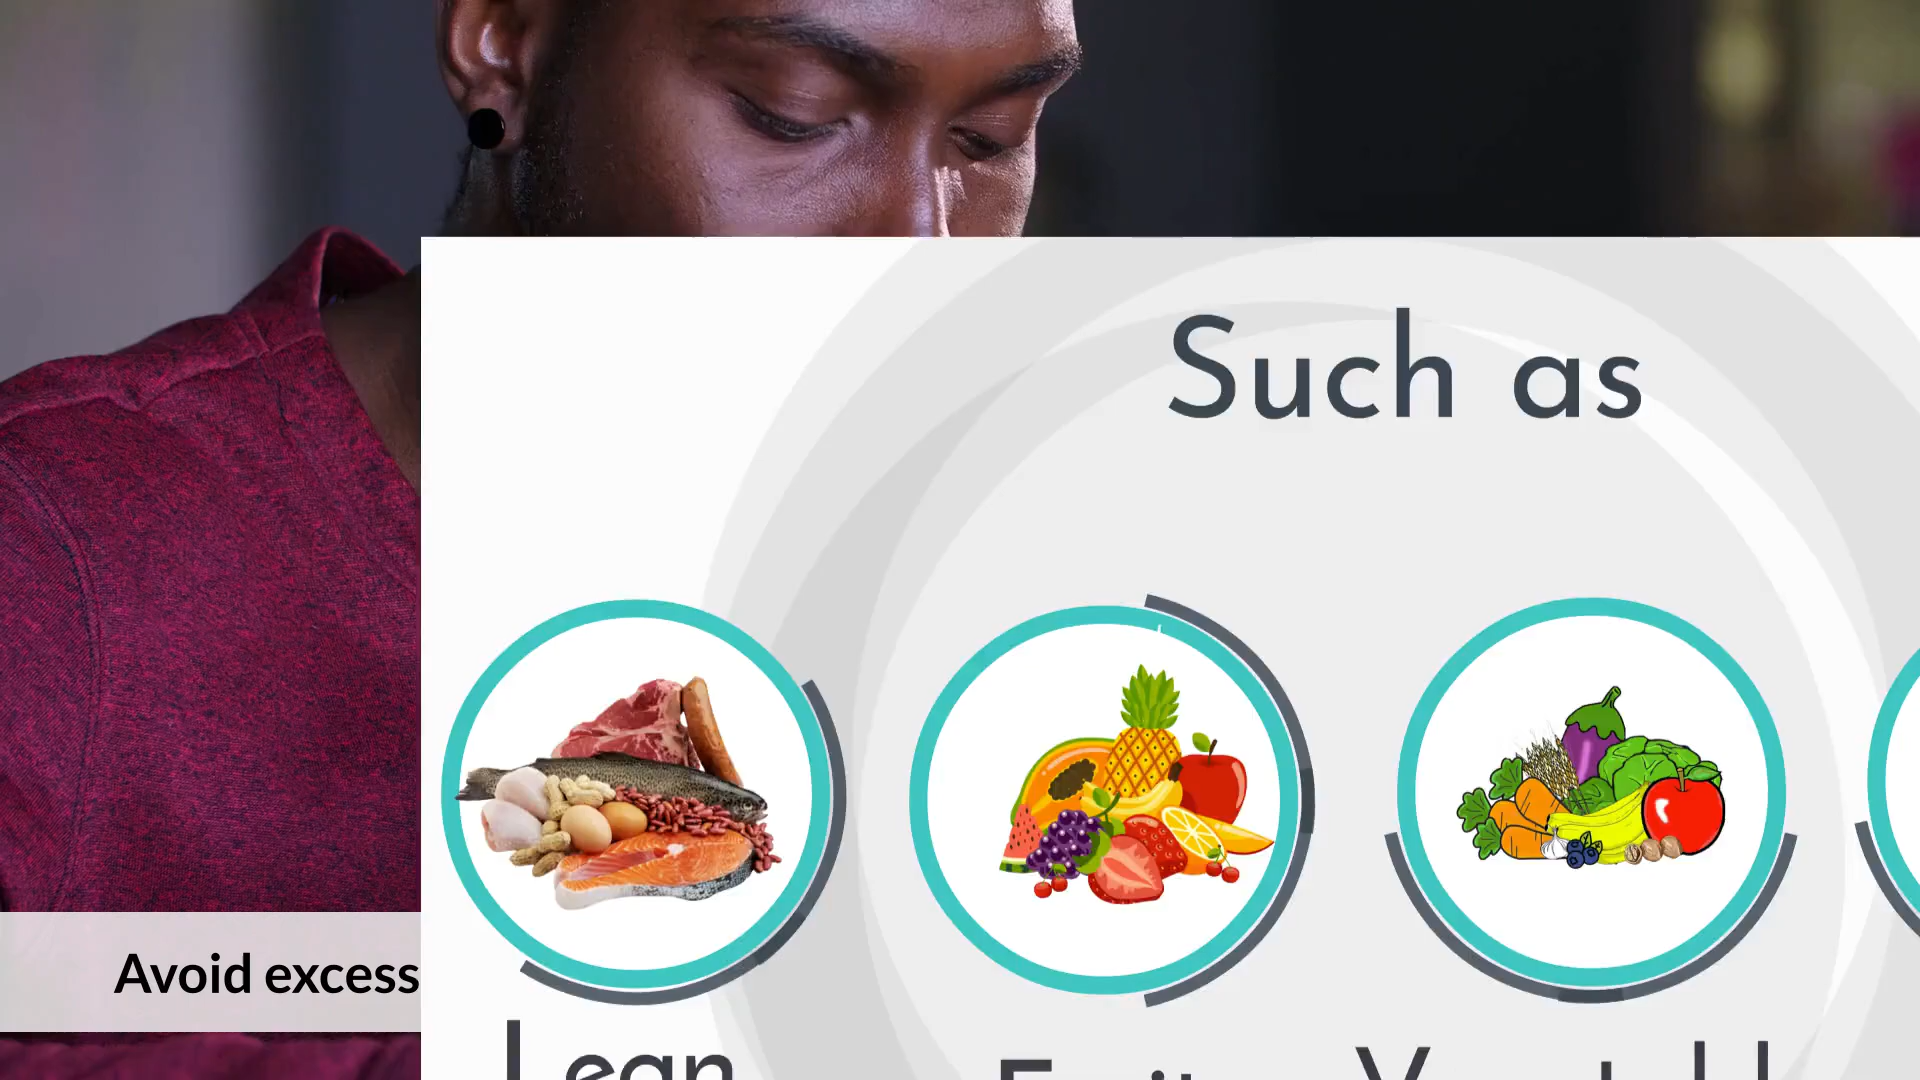 Such as
Avoid excess
Lean